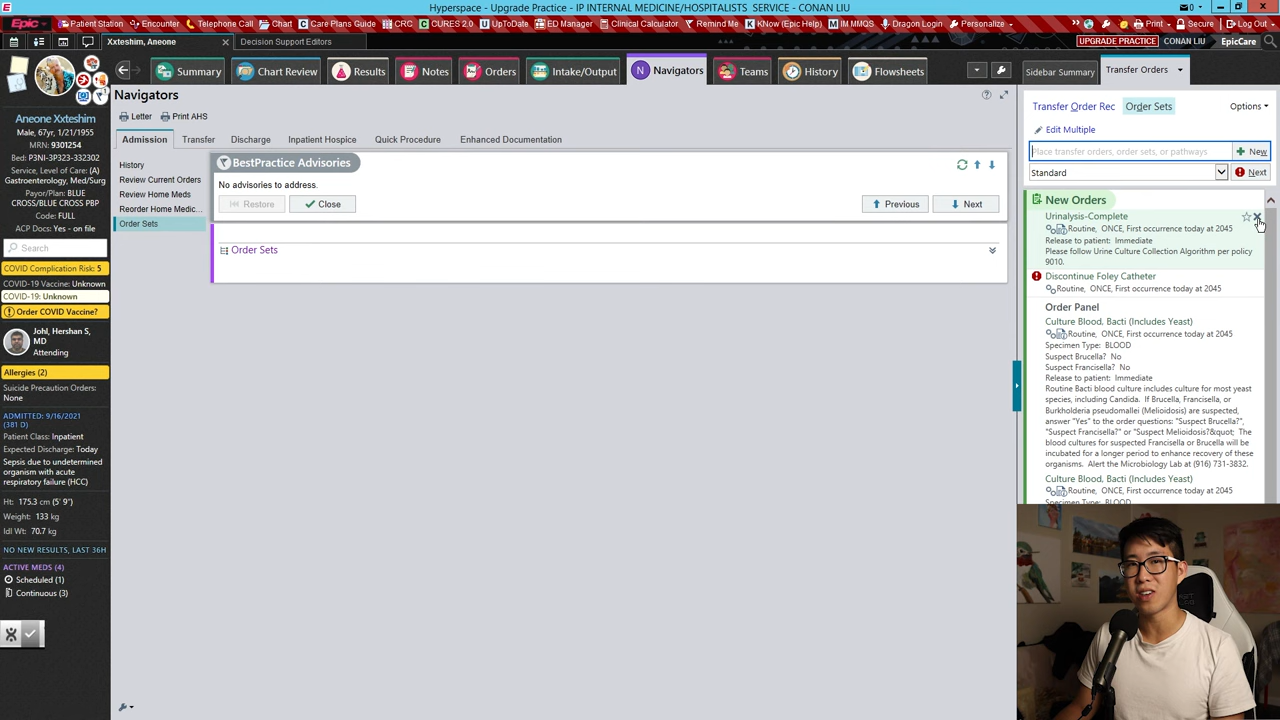 Hyperspace - Upgrade Practice - IP INTERNAL MEDICINE/HOSPITALISTS SERVICE - CONAN LIU
Epic
Patient Station
Encounter
Telephone Call
Chart
Care Plans Guide
CRC
CURES 2.0
UpToDate
ED Manager
Clinical Calculator
Remind Me
KNow (Epic Help)
IM MMQS
Dragon Login
Personalize
Print
Secure
Log Out
Xxteshim, Aneone
Decision Support Editors
UPGRADE PRACTICE
CONAN LIU
EpicCare
Summary
Chart Review
Results
Notes
Orders
Intake/Output
N
Navigators
Teams
History
Flowsheets
Sidebar Summary
Transfer Orders
Navigators
Letter
Print AHS
Admission
Transfer
Discharge
Inpatient Hospice
Quick Procedure
Enhanced Documentation
History
Review Current Orders
Review Home Meds
Reorder Home Medic...
Order Sets
BestPractice Advisories
No advisories to address.
Restore
Close
Previous
Next
Order Sets
Aneone Xxteshim
Male, 67yr, 1/21/1955
MRN: 9301254
Bed: P3NI-3P323-332302
Service, Level of Care: (A)
Gastroenterology, Med/Surg
Payor/Plan: BLUE
CROSS/BLUE CROSS PBP
Code: FULL
ACP Docs: Yes - on file
Search
COVID Complication Risk: 5
COVID-19 Vaccine: Unknown
COVID-19: Unknown
Order COVID Vaccine?
Johl, Hershan S,
MD
Attending
Allergies (2)
Suicide Precaution Orders:
None
ADMITTED: 9/16/2021
(381 D)
Patient Class: Inpatient
Expected Discharge: Today
Sepsis due to undetermined
organism with acute
respiratory failure (HCC)
Ht: 175.3 cm (5' 9")
Weight: 133 kg
Idl Wt: 70.7 kg
NO NEW RESULTS, LAST 36H
ACTIVE MEDS (4)
Scheduled (1)
Continuous (3)
Transfer Order Rec
Order Sets
Options
Edit Multiple
Place transfer orders, order sets, or pathways
New
Standard
Next
New Orders
Urinalysis-Complete
Routine, ONCE, First occurrence today at 2045
Release to patient: Immediate
Please follow Urine Culture Collection Algorithm per policy
9010.
Discontinue Foley Catheter
Routine, ONCE, First occurrence today at 2045
Order Panel
Culture Blood, Bacti (Includes Yeast)
Routine, ONCE, First occurrence today at 2045
Specimen Type: BLOOD
Suspect Brucella? No
Suspect Francisella? No
Release to patient: Immediate
Routine Bacti blood culture includes culture for most yeast
species, including Candida. If Brucella, Francisella, or
Burkholderia pseudomallei (Melioidosis) are suspected,
answer "Yes" to the order questions: "Suspect Brucella?",
"Suspect Francisella?" or "Suspect Melioidosis?&quot; The
blood cultures for suspected Francisella or Brucella will be
incubated for a longer period to enhance recovery of these
organisms. Alert the Microbiology Lab at (916) 731-3832.
Culture Blood, Bacti (Includes Yeast)
Routine, ONCE, First occurrence today at 2045
Specimen Type: BLOOD